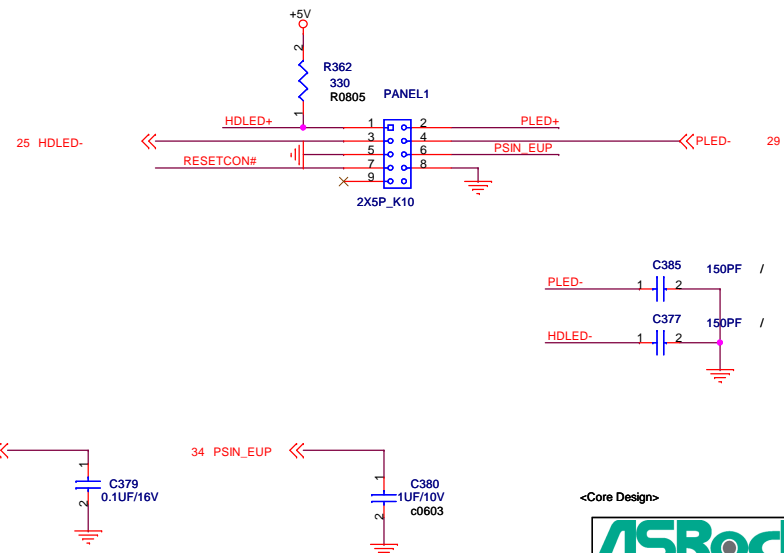 +5V
2
R362
330
R0805
1
PANEL1
HDLED+
1
2
PLED+
25 HDLED-
3
4
PLED- 29
5
6
PSIN_EUP
RESETCON#
7
8
9
2X5P_K10
C385
150PF /
PLED-
1
2
C377
150PF /
HDLED-
1
2
34 PSIN_EUP
1
C379
0.1UF/16V
2
1
C380
1UF/10V
c0603
2
<Core Design>